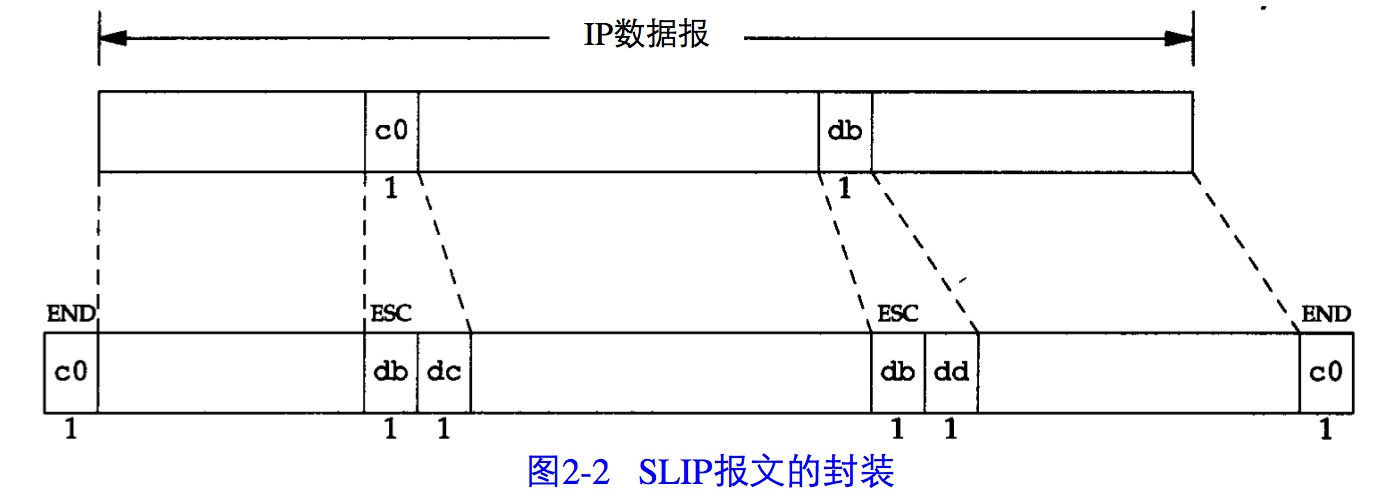 IP数据报
c0 db
1 1
END ESC ESC END
c0 db dc db dd c0
1 1 1 1 1 1
图2-2 SLIP报文的封装